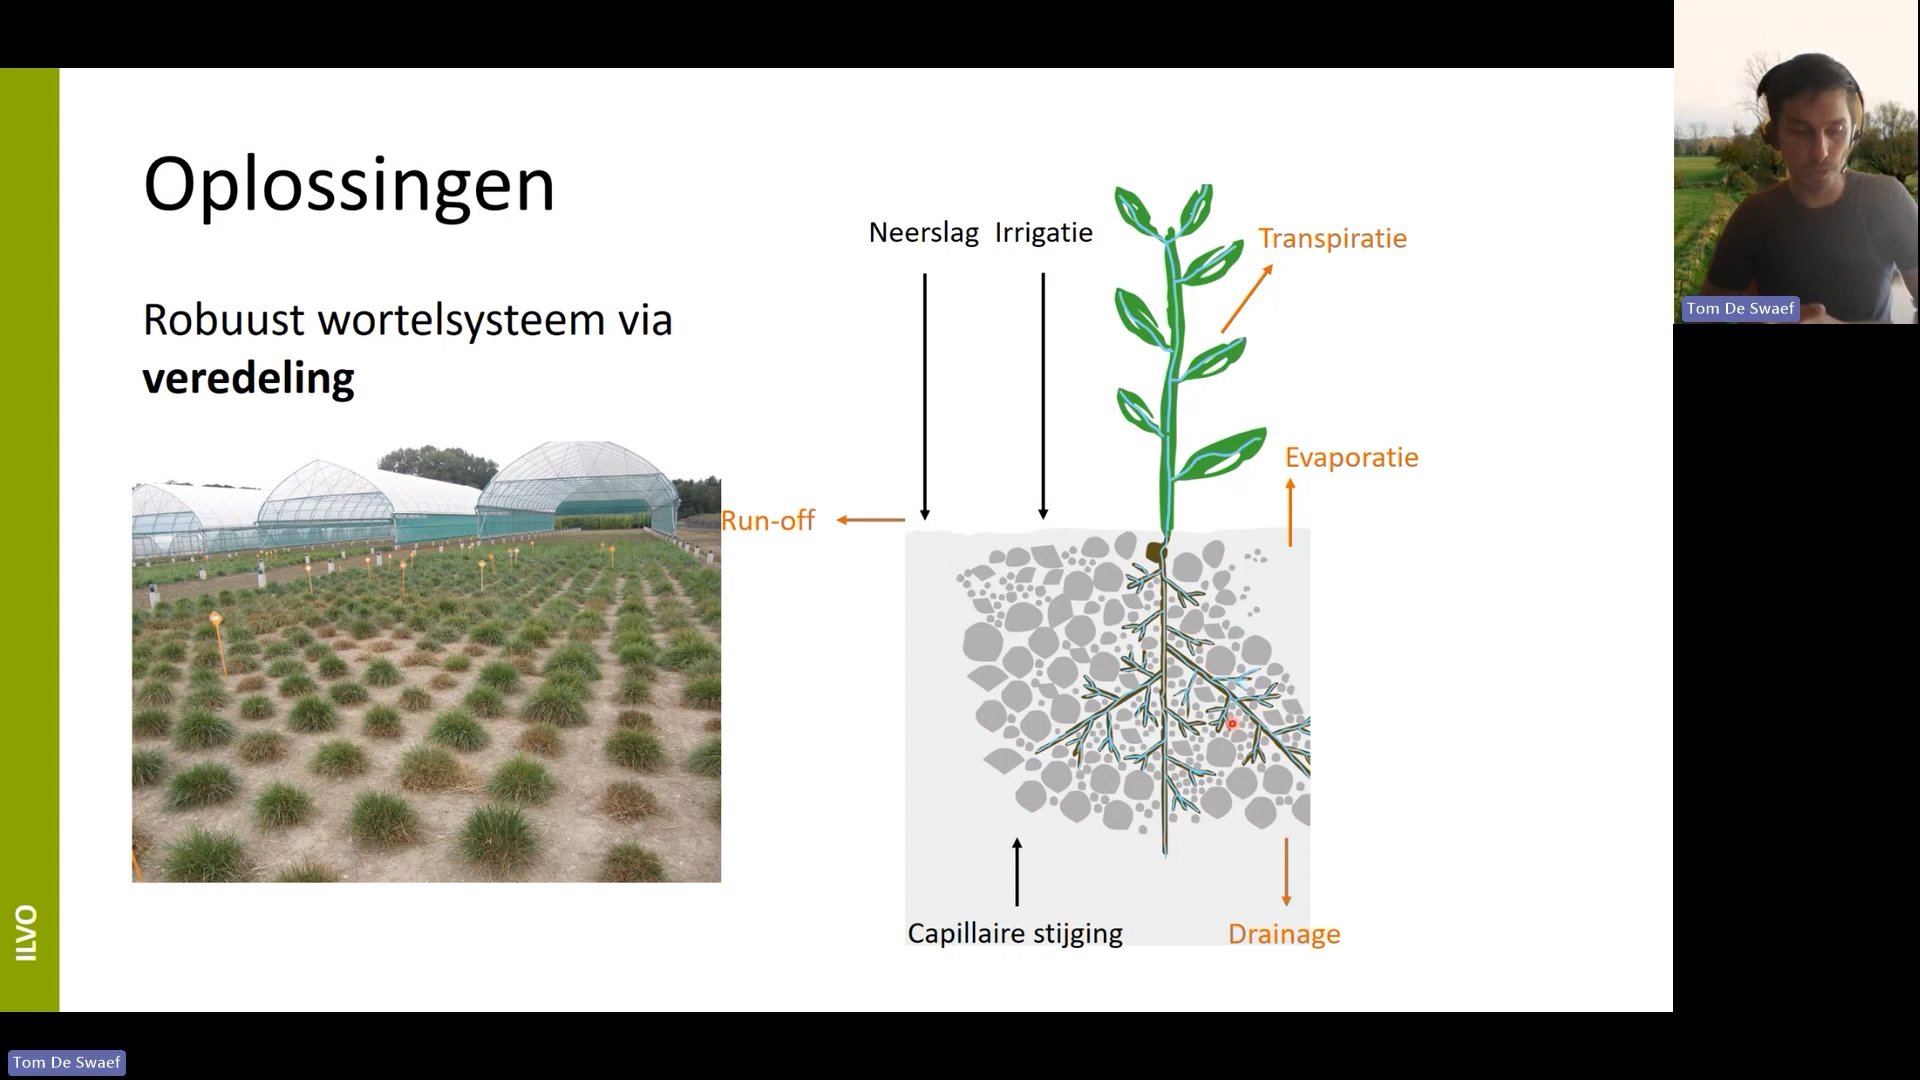 Oplossingen
Robuust wortelsysteem via
veredeling
Neerslag Irrigatie
Transpiratie
Evaporatie
Run-off
Capillaire stijging
Drainage
ILVO
Tom De Swaef
Tom De Swaef